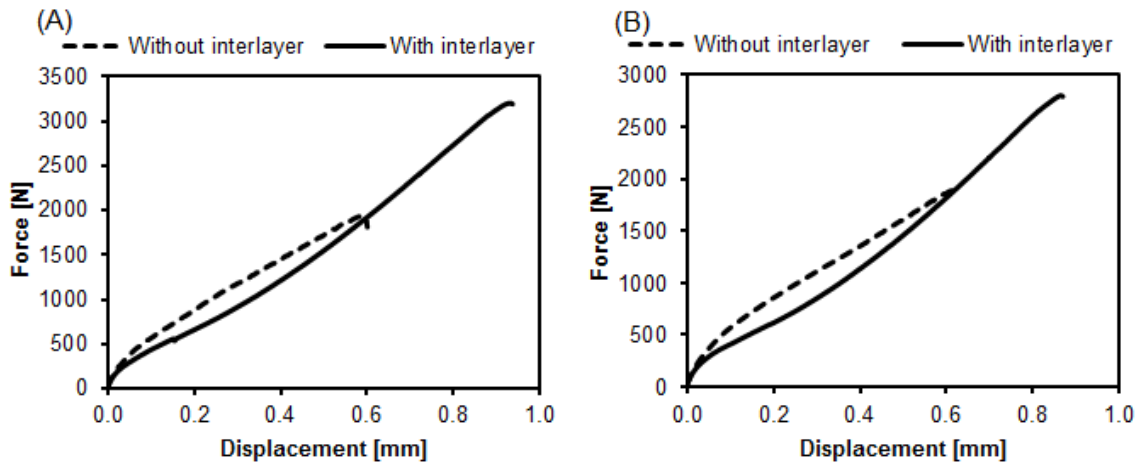 (A)
Without interlayer With interlayer
3500
3000
2500
2000
1500
1000
500
0
0.0 0.2 0.4 0.6 0.8 1.0
Force [N]
Displacement [mm]
(B)
Without interlayer With interlayer
3000
2500
2000
1500
1000
500
0
0.0 0.2 0.4 0.6 0.8 1.0
Force [N]
Displacement [mm]